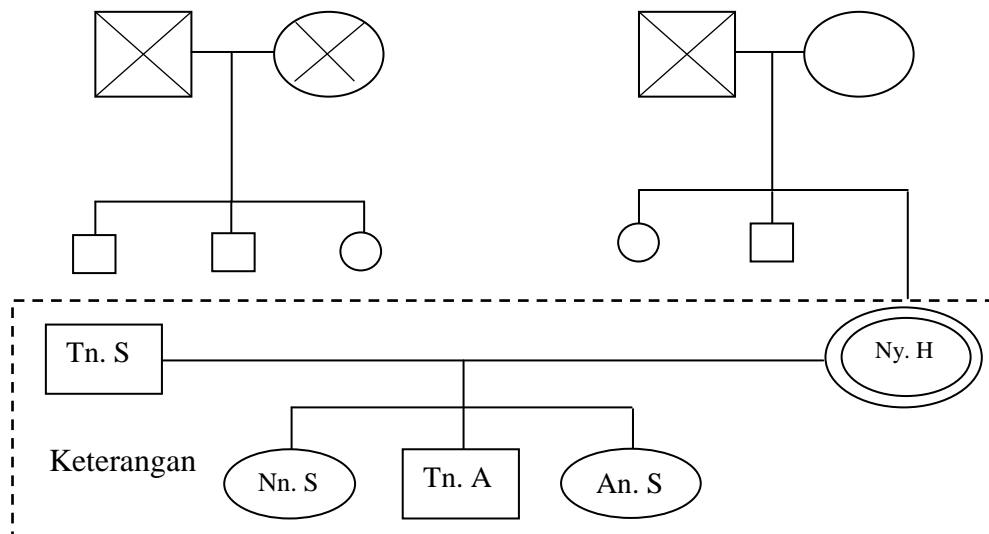 Tn. S
Ny. H
Keterangan
Nn. S
Tn. A
An. S